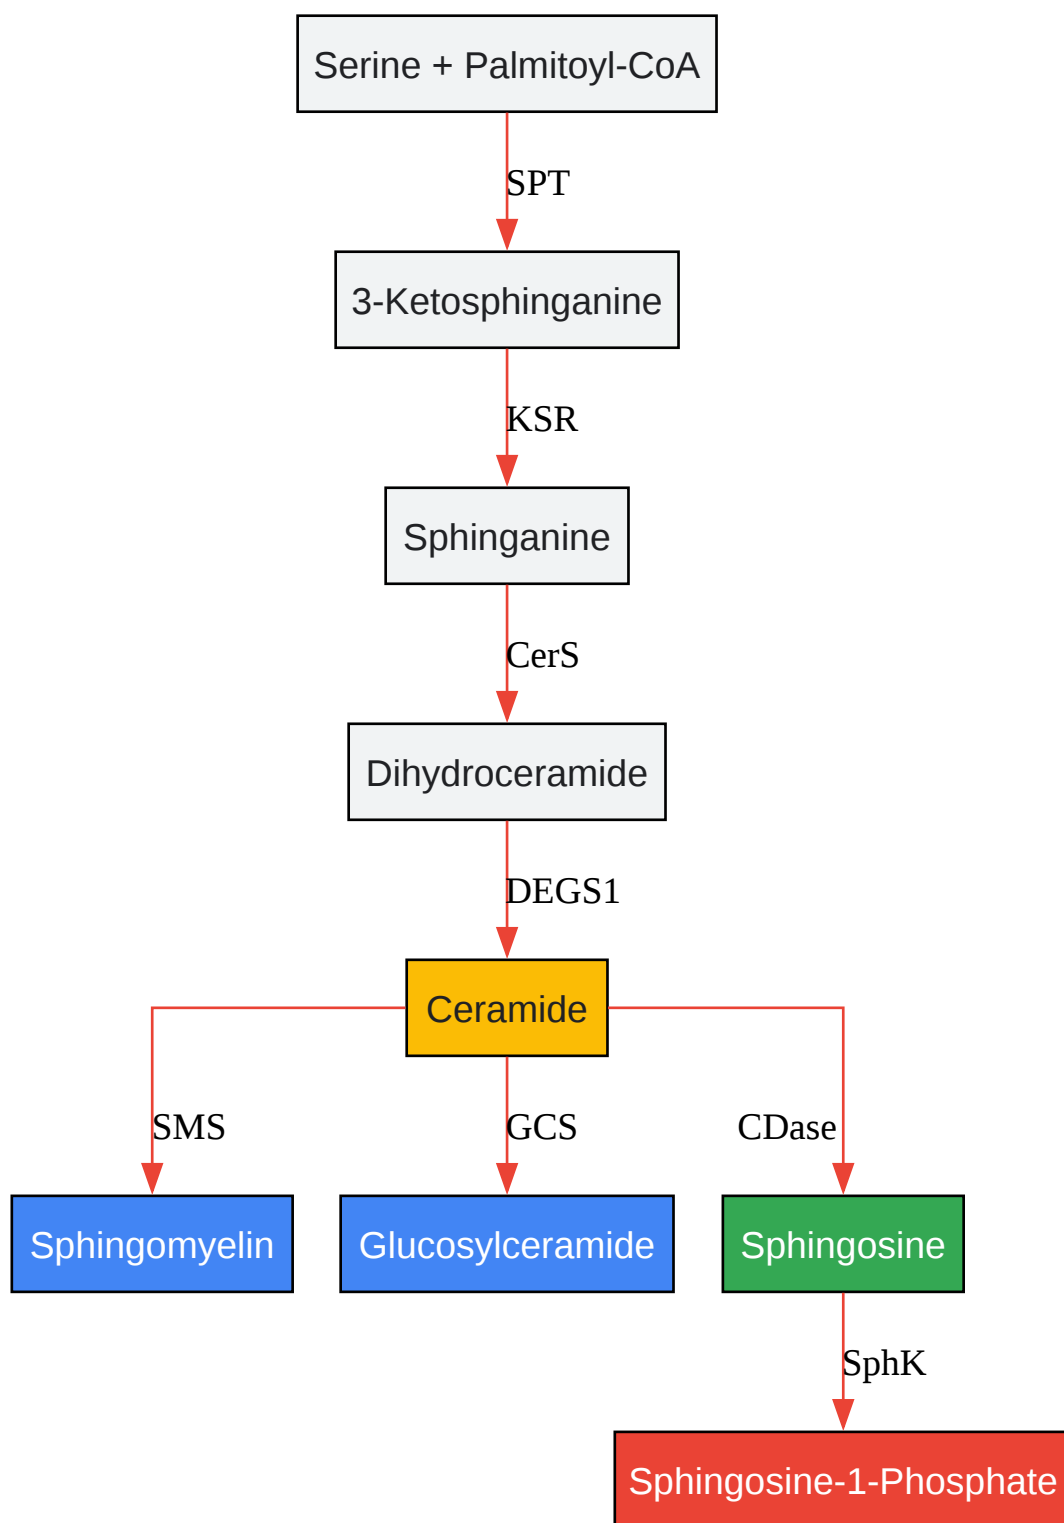 Serine + Palmitoyl-CoA
SPT
3-Ketosphinganine
KSR
Sphinganine
CerS
Dihydroceramide
DEGS1
Ceramide
SMS
GCS
CDase
Sphingomyelin
Glucosylceramide
Sphingosine
SphK
Sphingosine-1-Phosphate